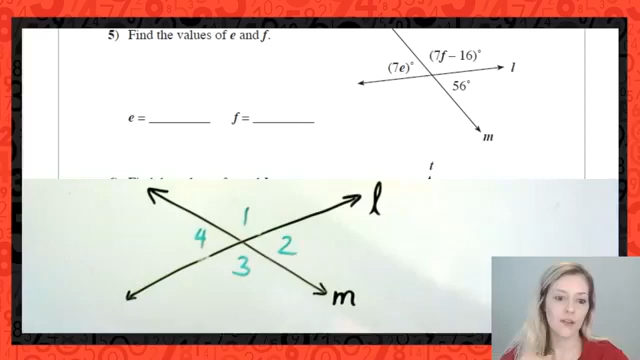 5) Find the values of e and f.
(7f – 16)°
(7e)°
l
56°
e = ________ f = ________
m
t
l
1
4 2
3
m